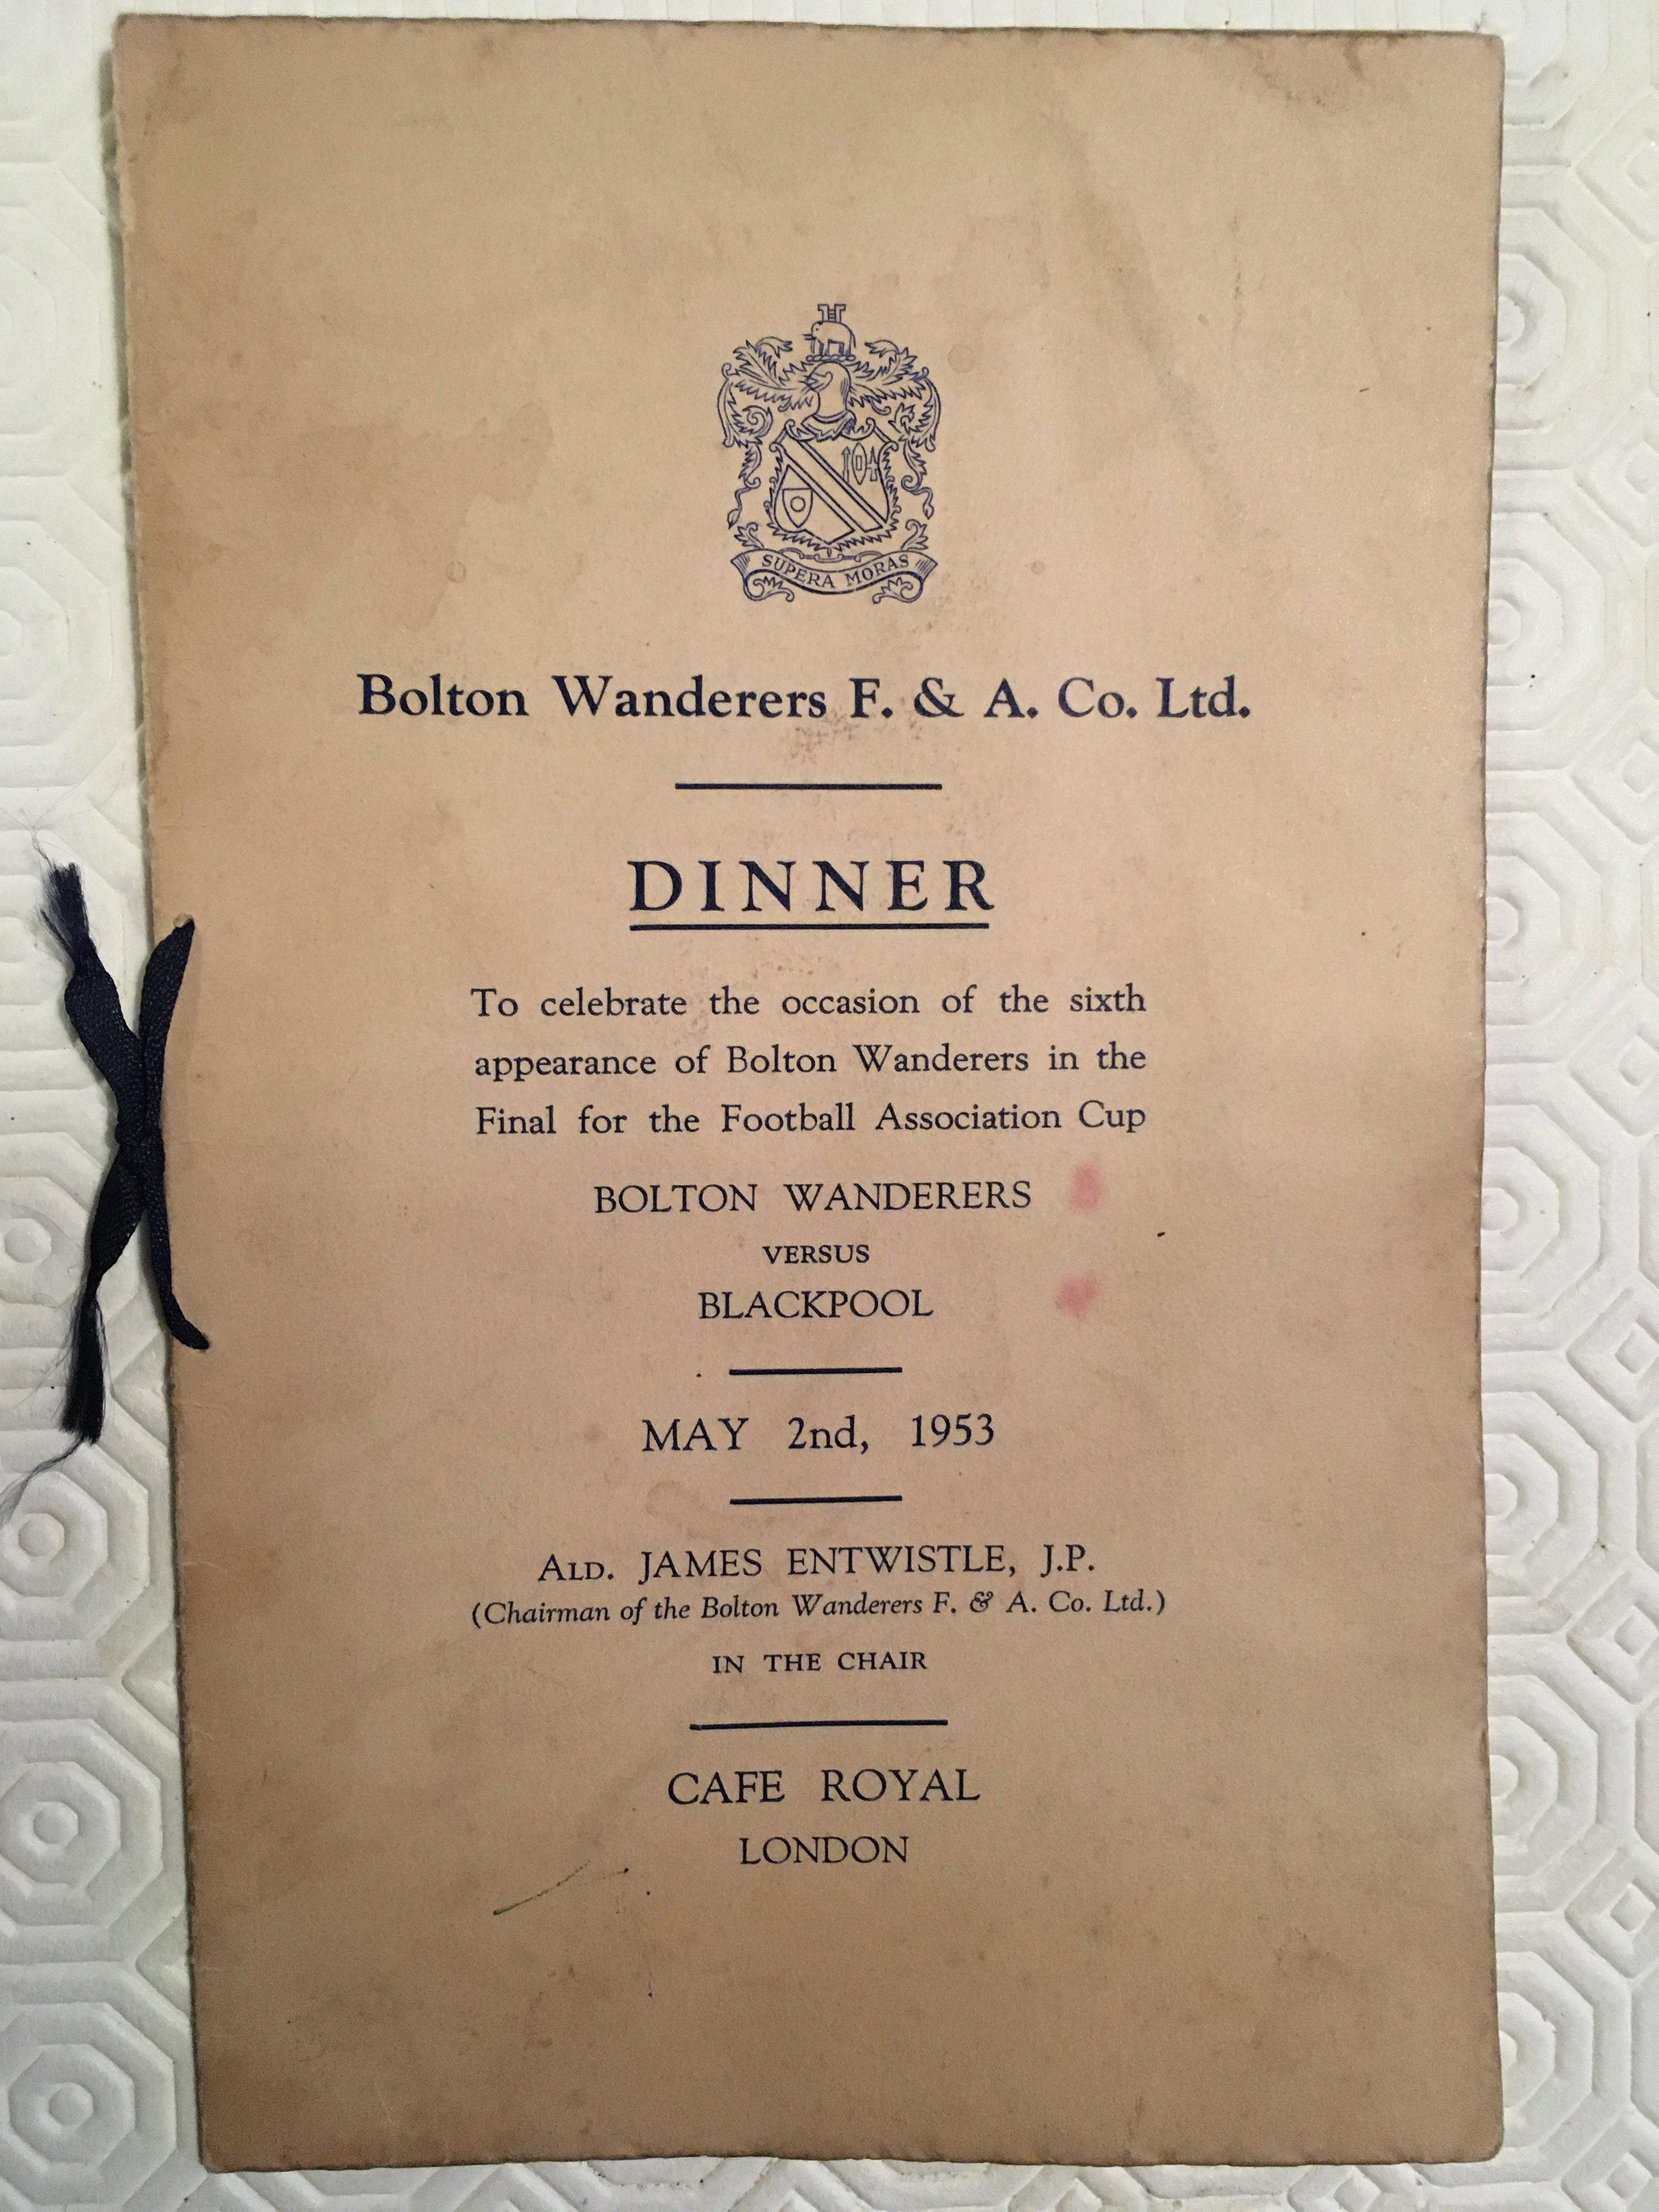 SUPERA MORAS
Bolton Wanderers F. & A. Co. Ltd.
DINNER
To celebrate the occasion of the sixth
appearance of Bolton Wanderers in the
Final for the Football Association Cup
BOLTON WANDERERS
VERSUS
BLACKPOOL
MAY 2nd, 1953
ALD. JAMES ENTWISTLE, J.P.
(Chairman of the Bolton Wanderers F. & A. Co. Ltd.)
IN THE CHAIR
CAFE ROYAL
LONDON